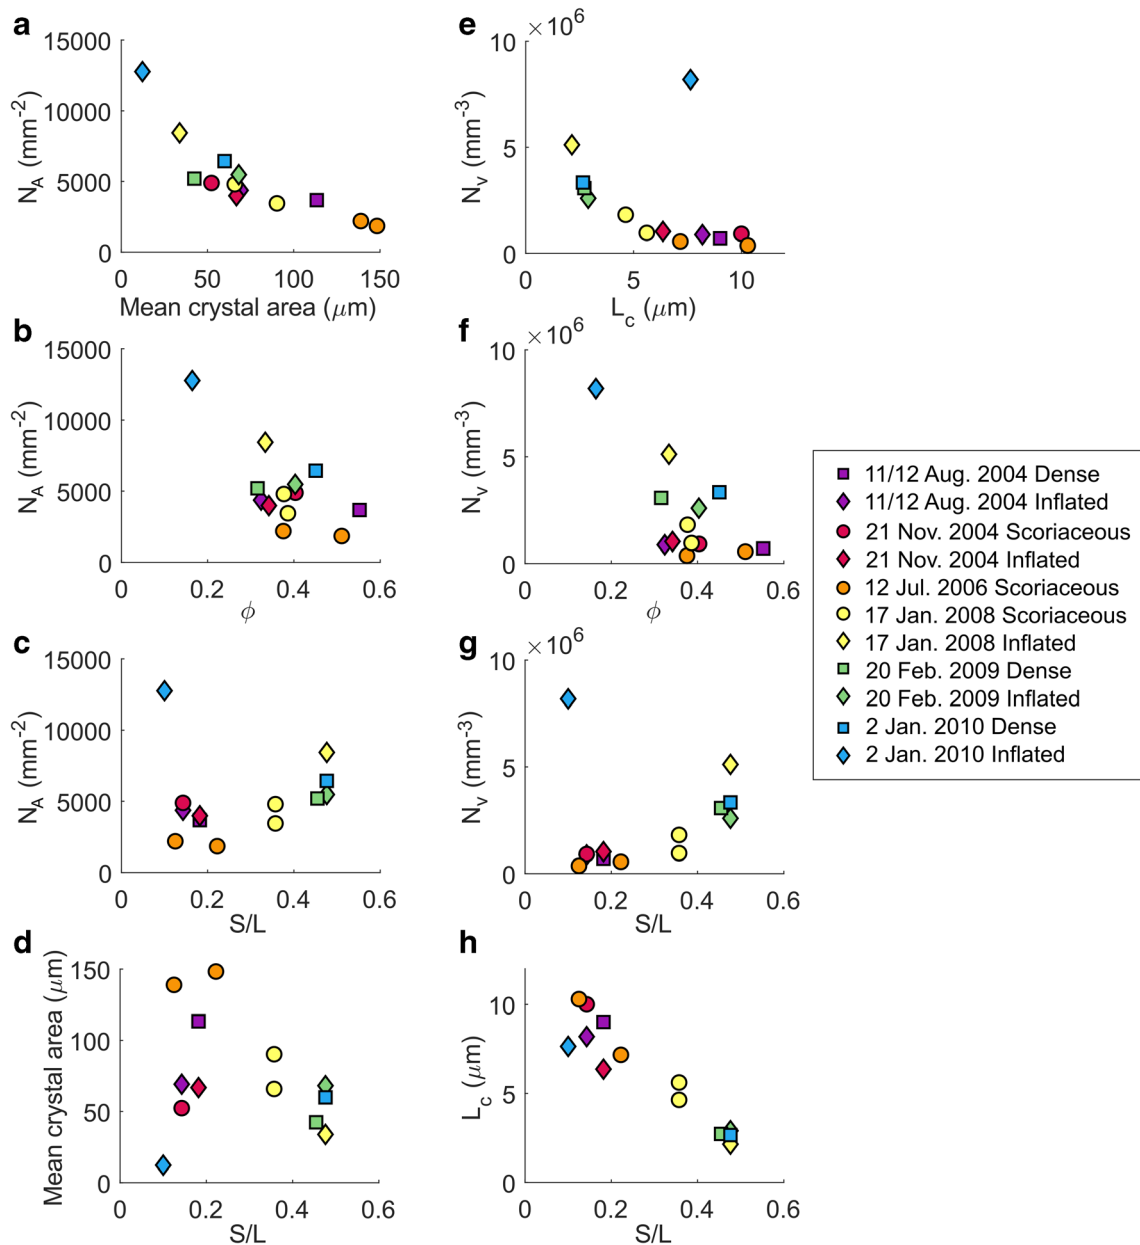 a
15000
10000
5000
0
N_A (mm^-2)
0 50 100 150
Mean crystal area (μm)
e
×10^6
10
5
0
N_v (mm^-3)
0 5 10
L_c (μm)
b
15000
10000
5000
0
N_A (mm^-2)
0 0.2 0.4 0.6
ϕ
f
×10^6
10
5
0
N_v (mm^-3)
0 0.2 0.4 0.6
ϕ
c
15000
10000
5000
0
N_A (mm^-2)
0 0.2 0.4 0.6
S/L
g
×10^6
10
5
0
N_v (mm^-3)
0 0.2 0.4 0.6
S/L
d
150
100
50
0
Mean crystal area (μm)
0 0.2 0.4 0.6
S/L
h
10
5
0
L_c (μm)
0 0.2 0.4 0.6
S/L
11/12 Aug. 2004 Dense
11/12 Aug. 2004 Inflated
21 Nov. 2004 Scoriaceous
21 Nov. 2004 Inflated
12 Jul. 2006 Scoriaceous
17 Jan. 2008 Scoriaceous
17 Jan. 2008 Inflated
20 Feb. 2009 Dense
20 Feb. 2009 Inflated
2 Jan. 2010 Dense
2 Jan. 2010 Inflated